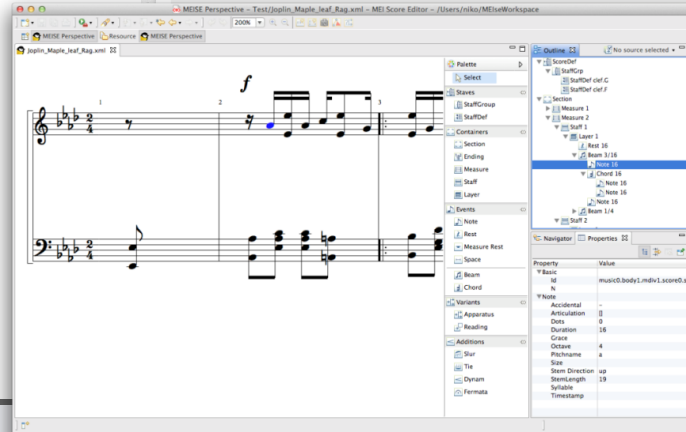 MEISE Perspective - Test/Joplin_Maple_leaf_Rag.xml - MEI Score Editor - /Users/niko/MEIseWorkspace
200%
MEISE Perspective
Resource
MEISE Perspective
Joplin_Maple_leaf_Rag.xml
f
1
2
3
2
4
2
4
Palette
Select
Staves
StaffGroup
StaffDef
Containers
Section
Ending
Measure
Staff
Layer
Events
Note
Rest
Measure Rest
Space
Beam
Chord
Variants
Apparatus
Reading
Additions
Slur
Tie
Dynam
Fermata
Outline
No source selected
ScoreDef
StaffGrp
StaffDef clef.G
StaffDef clef.F
Section
Measure 1
Measure 2
Staff 1
Layer 1
Rest 16
Beam 3/16
Note 16
Chord 16
Note 16
Note 16
Note 16
Beam 1/4
Staff 2
Navigator
Properties
Property Value
Basic
Id music0.body1.mdiv1.score0.s
N
Note
Accidental -
Articulation []
Dots 0
Duration 16
Grace
Octave 4
Pitchname a
Size
Stem Direction up
StemLength 19
Syllable
Timestamp